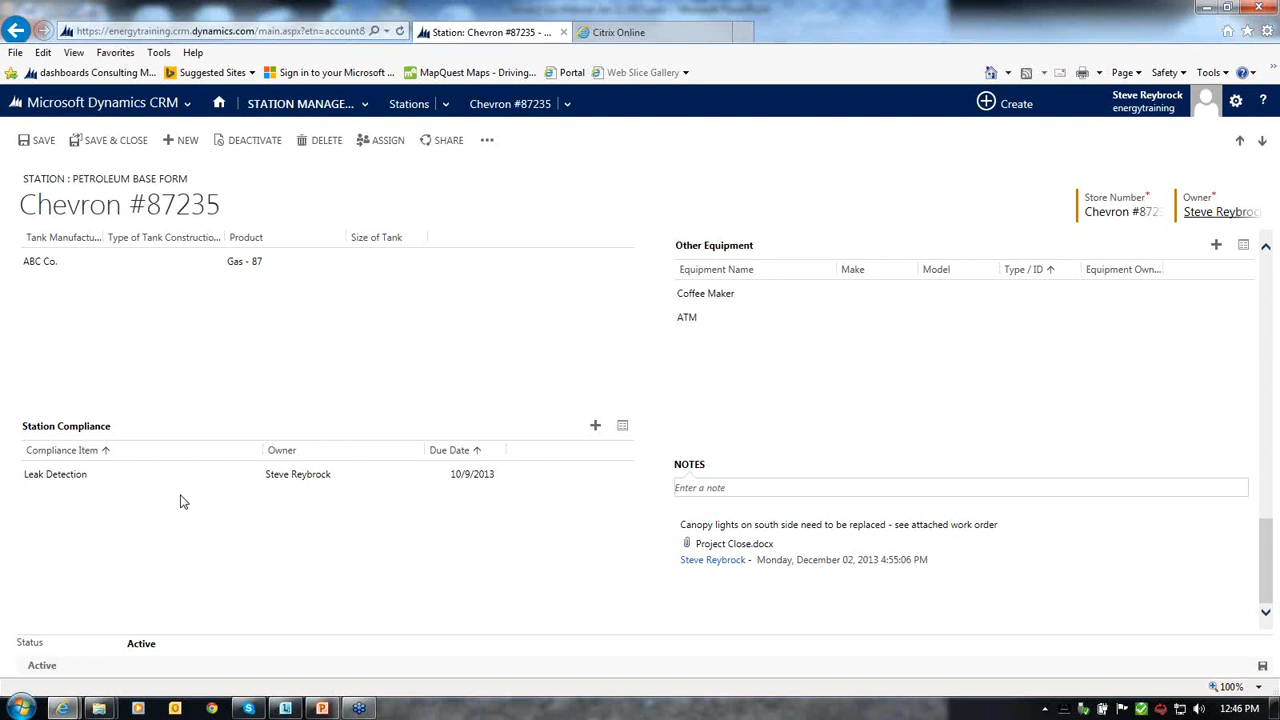 https://energytraining.crm.dynamics.com/main.aspx?etn=account8
Station: Chevron #87235 - ...
Citrix Online
File Edit View Favorites Tools Help
dashboards Consulting M...
Suggested Sites
Sign in to your Microsoft ...
MapQuest Maps - Driving,...
Portal
Web Slice Gallery
Page
Safety
Tools
Microsoft Dynamics CRM
STATION MANAGE...
Stations
Chevron #87235
Create
Steve Reybrock
energytraining
?
SAVE
SAVE & CLOSE
NEW
DEACTIVATE
DELETE
ASSIGN
SHARE
...
STATION : PETROLEUM BASE FORM
Chevron #87235
Store Number*
Chevron #872
Owner*
Steve Reybroc
Tank Manufactu... Type of Tank Constructio... Product Size of Tank
ABC Co. Gas - 87
Other Equipment
Equipment Name Make Model Type / ID Equipment Own...
Coffee Maker
ATM
Station Compliance
Compliance Item Owner Due Date
Leak Detection Steve Reybrock 10/9/2013
NOTES
Enter a note
Canopy lights on south side need to be replaced - see attached work order
Project Close.docx
Steve Reybrock - Monday, December 02, 2013 4:55:06 PM
Status Active
Active
100%
12:46 PM